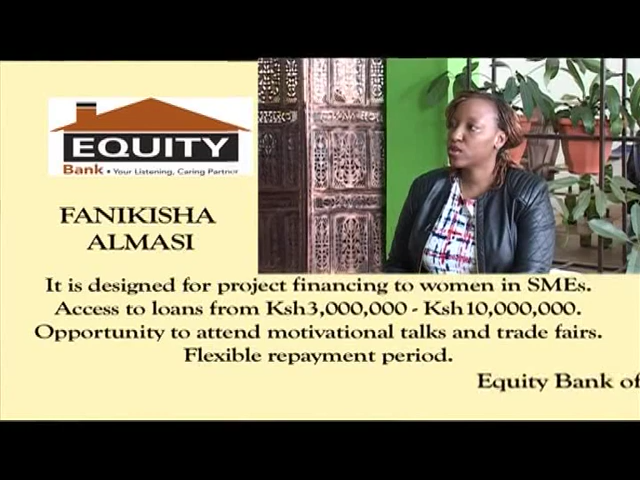 EQUITY
Bank • Your Listening, Caring Partner
FANIKISHA
ALMASI
It is designed for project financing to women in SMEs.
Access to loans from Ksh3,000,000 - Ksh10,000,000.
Opportunity to attend motivational talks and trade fairs.
Flexible repayment period.
Equity Bank of